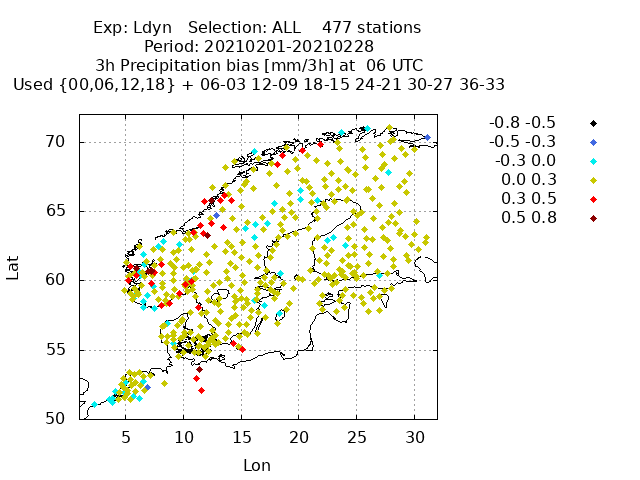 Exp: Ldyn Selection: ALL 477 stations
Period: 20210201-20210228
3h Precipitation bias [mm/3h] at 06 UTC
Used {00,06,12,18} + 06-03 12-09 18-15 24-21 30-27 36-33
-0.8 -0.5
-0.5 -0.3
-0.3 0.0
0.0 0.3
0.3 0.5
0.5 0.8
70
65
60
55
50
Lat
5 10 15 20 25 30
Lon